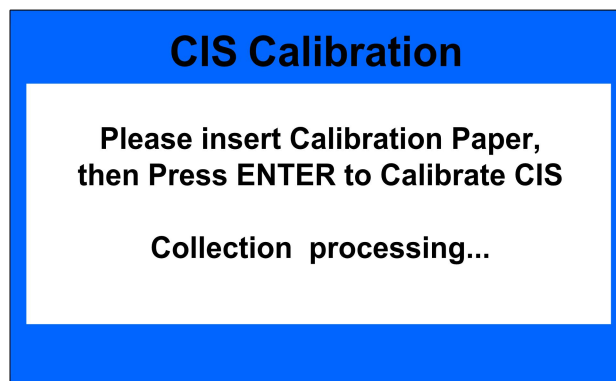 CIS Calibration
Please insert Calibration Paper,
then Press ENTER to Calibrate CIS
Collection  processing...